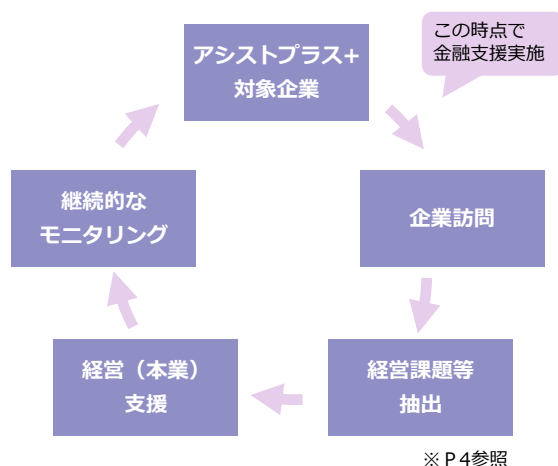 アシストプラス+
対象企業
この時点で
金融支援実施
企業訪問
経営課題等
抽出
※P4参照
経営（本業）
支援
継続的な
モニタリング